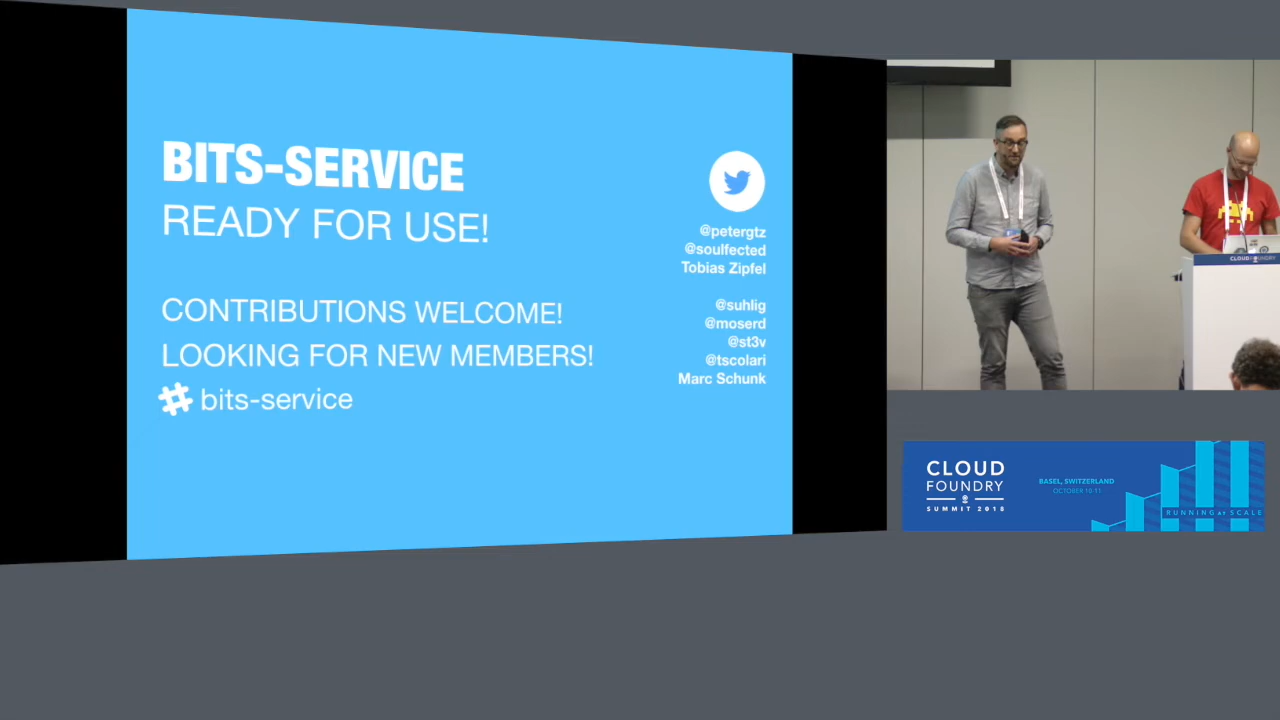 BITS-SERVICE
READY FOR USE!
CONTRIBUTIONS WELCOME!
LOOKING FOR NEW MEMBERS!
# bits-service
@petergtz
@soulfected
Tobias Zipfel
@suhlig
@moserd
@st3v
@tscolari
Marc Schunk
CLOUDFOUNDRY
CLOUD
FOUNDRY
SUMMIT 2018
BASEL, SWITZERLAND
OCTOBER 10-11
RUNNING AT SCALE